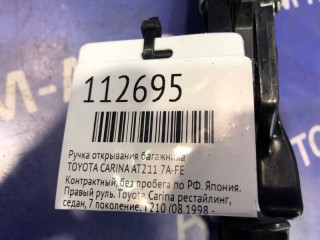 112695
Ручка открывания багажника
TOYOTA CARINA AT211 7A-FE
Контрактный, без пробега по РФ. Япония.
Правый руль. Toyota Carina рестайлинг,
седан, 7 поколение, T210 (08.1998 -